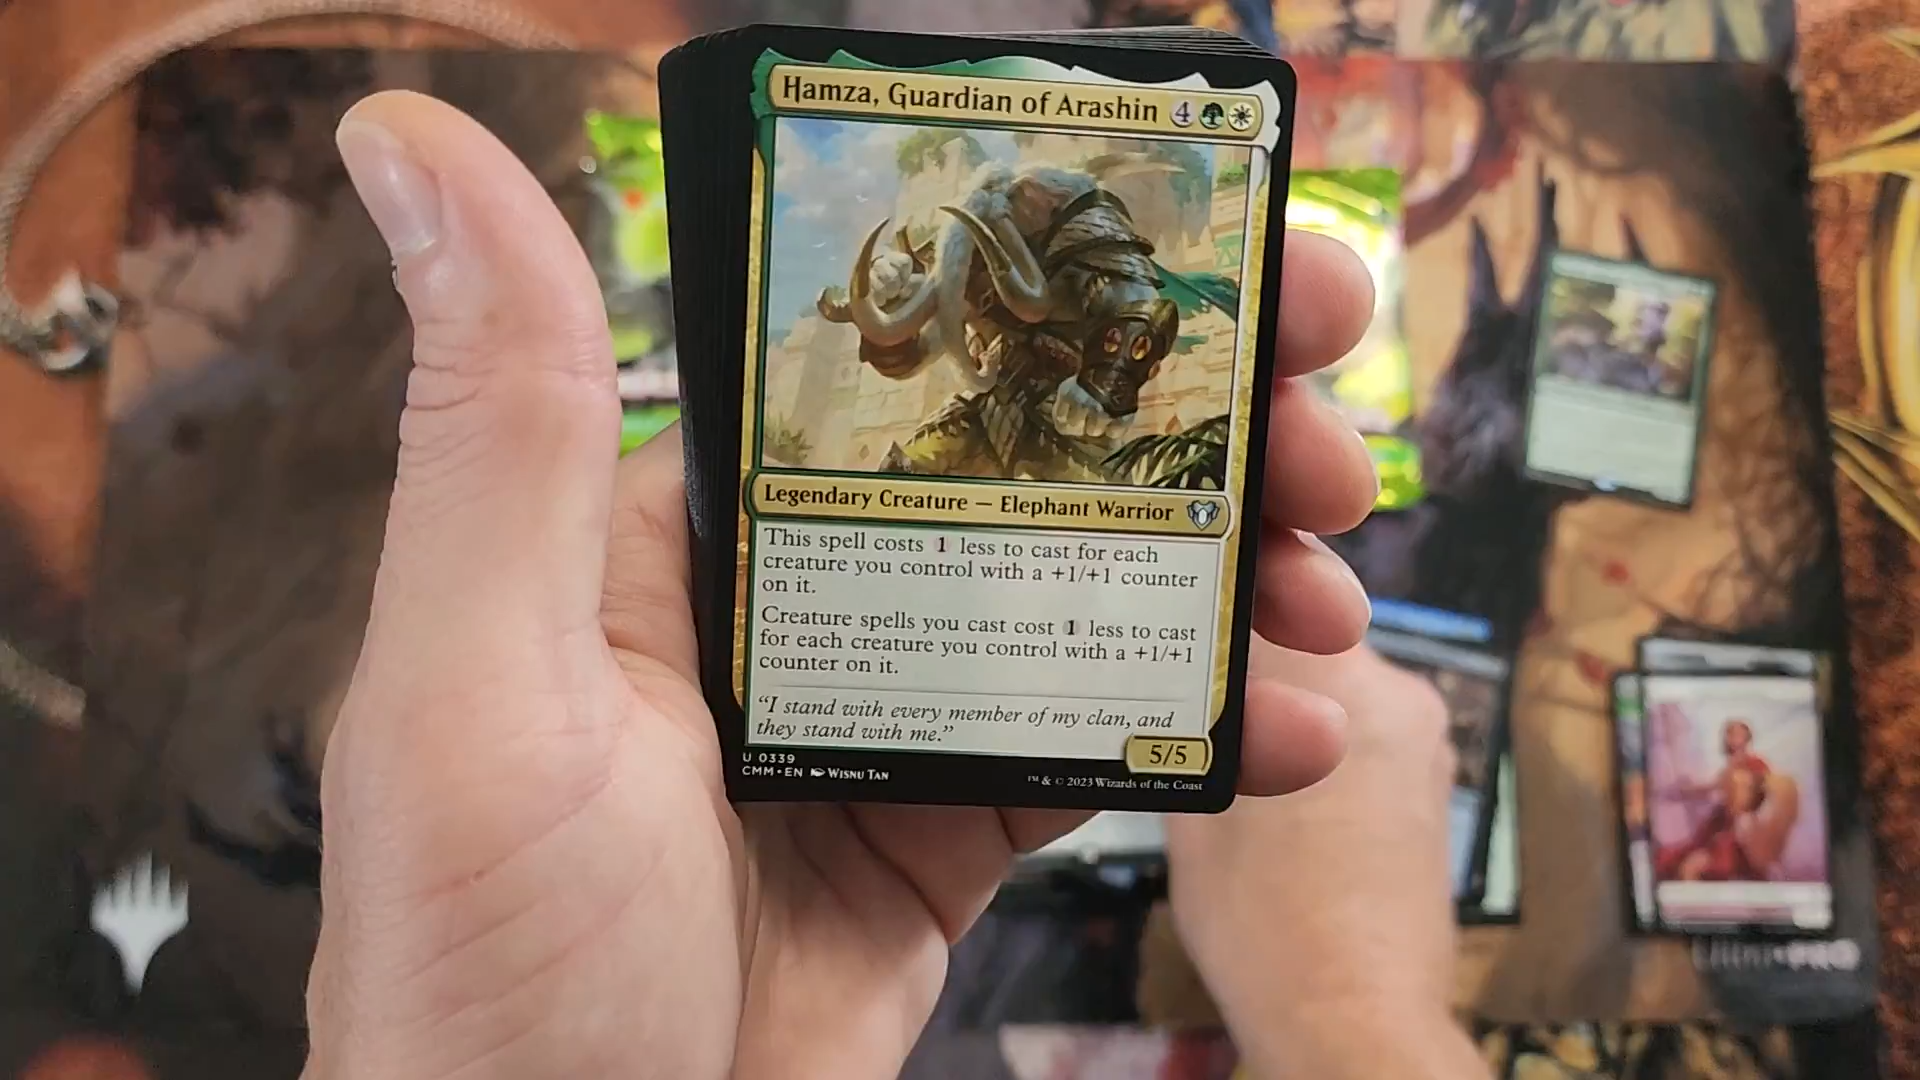 Hamza, Guardian of Arashin 4
Legendary Creature — Elephant Warrior
This spell costs 1 less to cast for each
creature you control with a +1/+1 counter
on it.
Creature spells you cast cost 1 less to cast
for each creature you control with a +1/+1
counter on it.
“I stand with every member of my clan, and
they stand with me.”
5/5
U 0339
CMM • EN Wisnu Tan
™ & © 2023 Wizards of the Coast